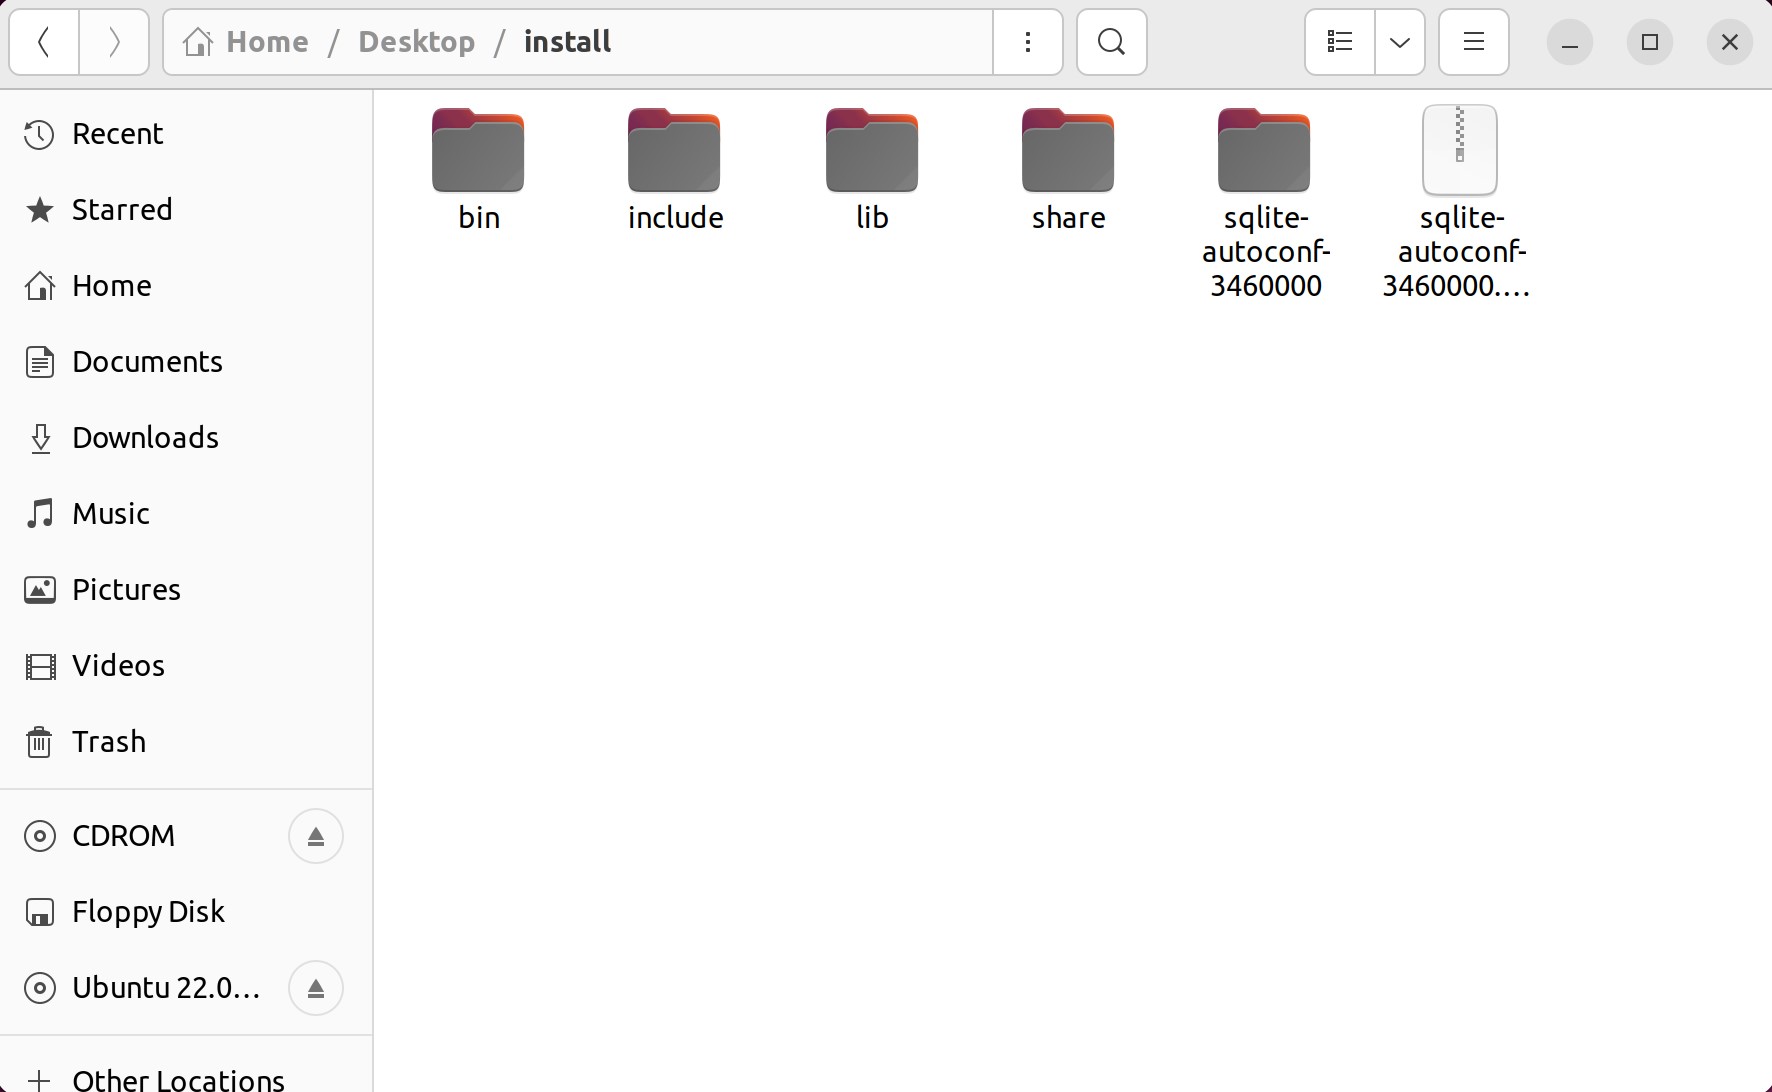 Home / Desktop / install
Recent
Starred
Home
Documents
Downloads
Music
Pictures
Videos
Trash
CDROM
Floppy Disk
Ubuntu 22.0...
Other Locations
bin
include
lib
share
sqlite-
autoconf-
3460000
sqlite-
autoconf-
3460000....